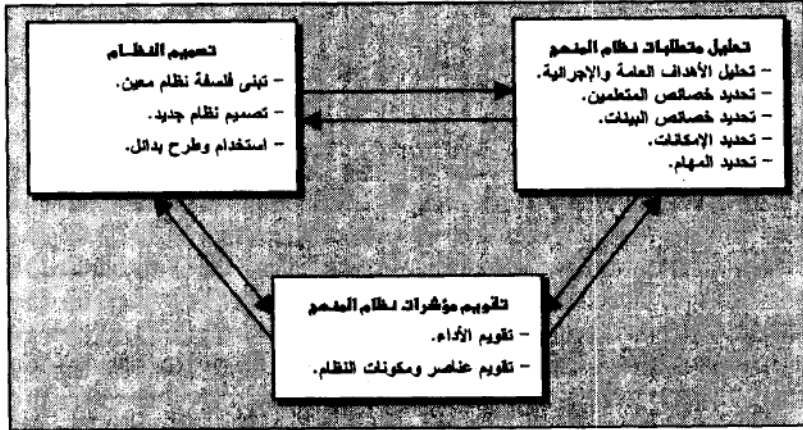 تحليل متطلبات نظام المنهج
- تحليل الأهداف العامة والإجرائية.
- تحديد خصائص المتعلمين.
- تحديد خصائص البيئات.
- تحديد الإمكانات.
- تحديد المهام.
تصميم النظام
- تبنى فلسفة نظام معين.
- تصميم نظام جديد.
- استخدام وطرح بدائل.
تقويم مؤشرات نظام المنهج
- تقويم الأداء.
- تقويم عناصر ومكونات النظام.